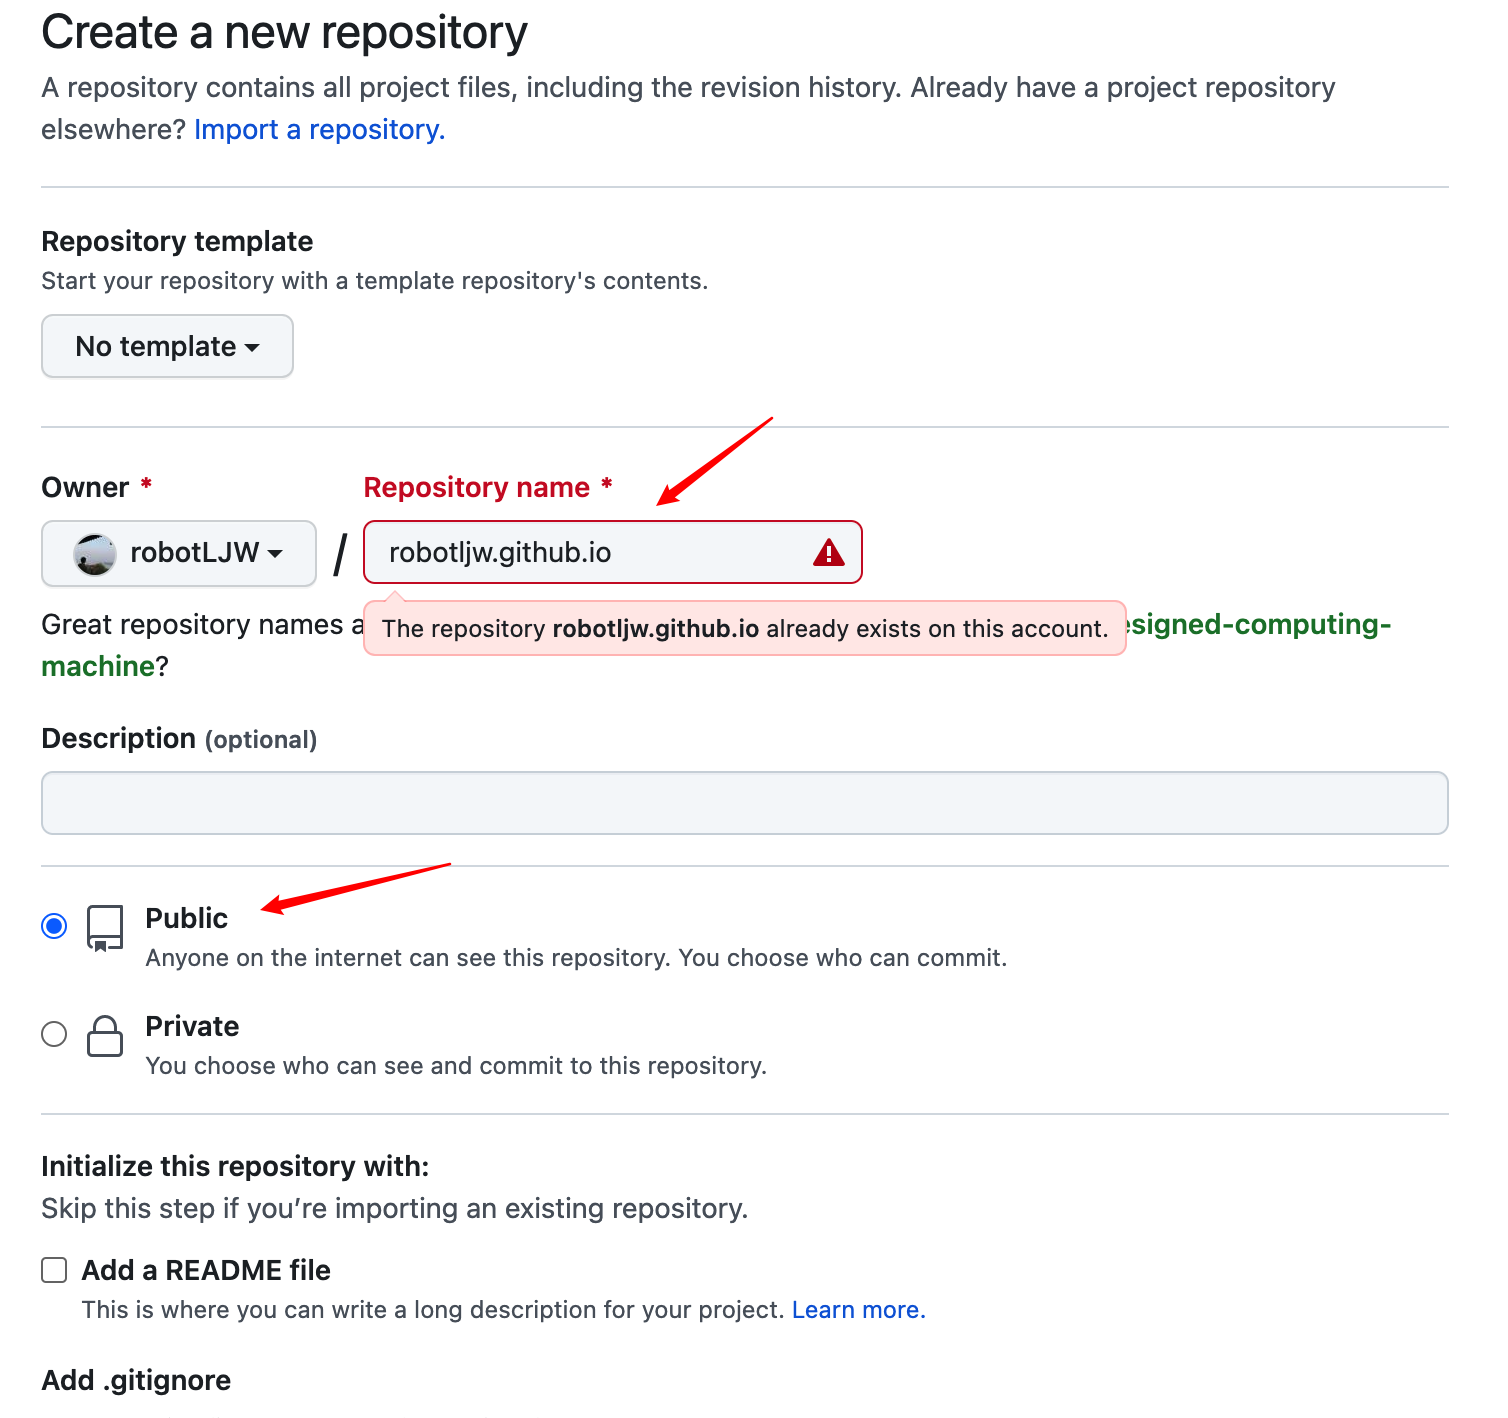 Create a new repository
A repository contains all project files, including the revision history. Already have a project repository
elsewhere? Import a repository.
Repository template
Start your repository with a template repository's contents.
No template
Owner *
Repository name *
robotLJW / robotljw.github.io
Great repository names a
The repository robotljw.github.io already exists on this account.
esigned-computing-
machine?
Description (optional)
Public
Anyone on the internet can see this repository. You choose who can commit.
Private
You choose who can see and commit to this repository.
Initialize this repository with:
Skip this step if you’re importing an existing repository.
Add a README file
This is where you can write a long description for your project. Learn more.
Add .gitignore